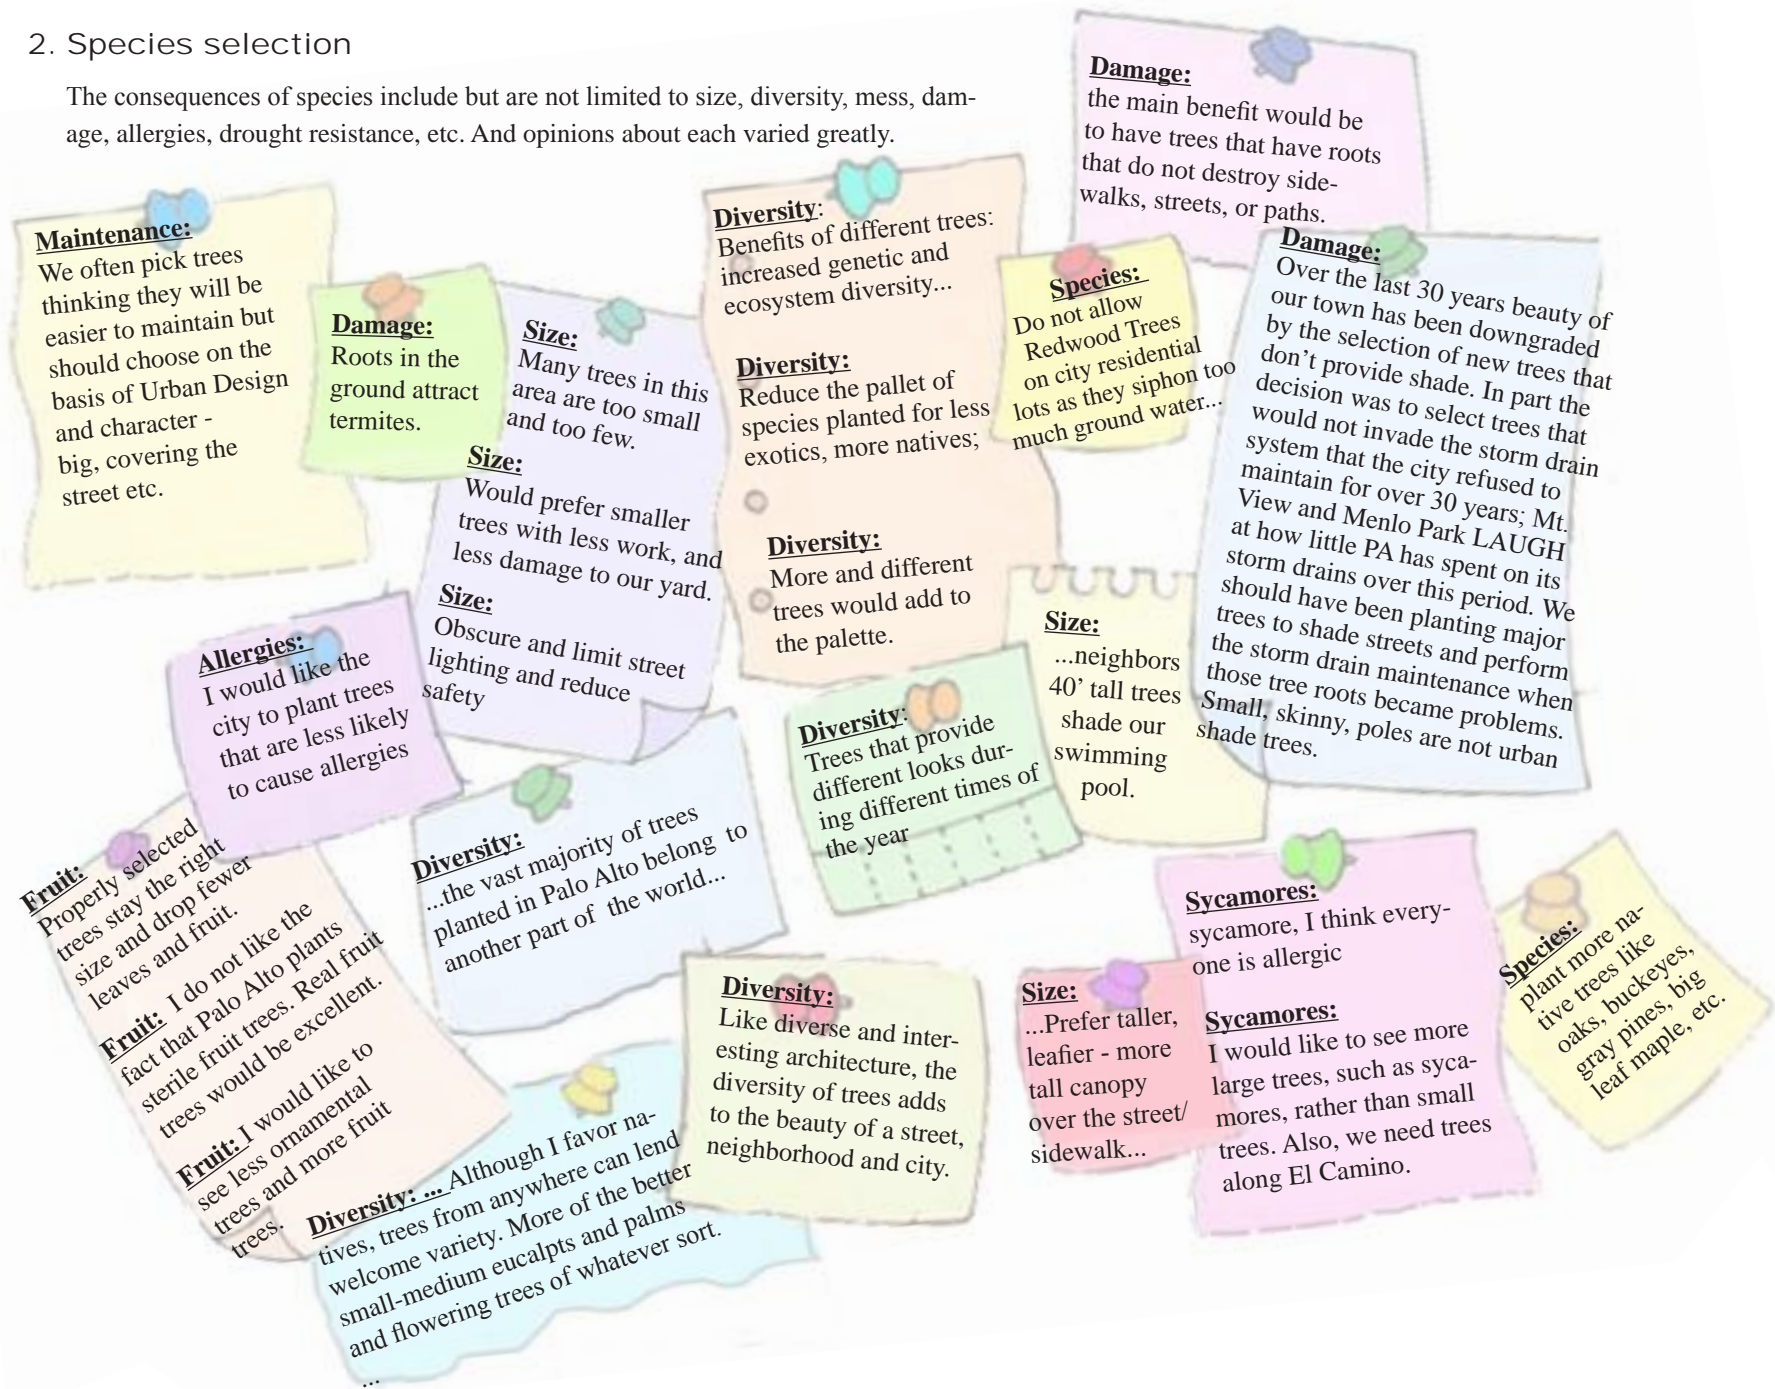 2. Species selection
The consequences of species include but are not limited to size, diversity, mess, dam-
age, allergies, drought resistance, etc. And opinions about each varied greatly.
Damage:
the main benefit would be
to have trees that have roots
that do not destroy side-
walks, streets, or paths.
Maintenance:
We often pick trees
thinking they will be
easier to maintain but
should choose on the
basis of Urban Design
and character -
big, covering the
street etc.
Damage:
Roots in the
ground attract
termites.
Size:
Many trees in this
area are too small
and too few.
Size:
Would prefer smaller
trees with less work, and
less damage to our yard.
Size:
Obscure and limit street
lighting and reduce
safety
Diversity:
Benefits of different trees:
increased genetic and
ecosystem diversity...
Diversity:
Reduce the pallet of
species planted for less
exotics, more natives;
Diversity:
More and different
trees would add to
the palette.
Species:
Do not allow
Redwood Trees
on city residential
lots as they siphon too
much ground water...
Damage:
Over the last 30 years beauty of
our town has been downgraded
by the selection of new trees that
don’t provide shade. In part the
decision was to select trees that
would not invade the storm drain
system that the city refused to
maintain for over 30 years; Mt.
View and Menlo Park LAUGH
at how little PA has spent on its
storm drains over this period. We
should have been planting major
trees to shade streets and perform
the storm drain maintenance when
those tree roots became problems.
Small, skinny, poles are not urban
shade trees.
Allergies:
I would like the
city to plant trees
that are less likely
to cause allergies
Size:
...neighbors
40’ tall trees
shade our
swimming
pool.
Diversity:
Trees that provide
different looks dur-
ing different times of
the year
Fruit:
Properly selected
trees stay the right
size and drop fewer
leaves and fruit.
Fruit: I do not like the
fact that Palo Alto plants
sterile fruit trees. Real fruit
trees would be excellent.
Fruit: I would like to
see less ornamental
trees and more fruit
trees.
Diversity:
...the vast majority of trees
planted in Palo Alto belong to
another part of the world...
Diversity:
Like diverse and inter-
esting architecture, the
diversity of trees adds
to the beauty of a street,
neighborhood and city.
Diversity: ... Although I favor na-
tives, trees from anywhere can lend
welcome variety. More of the better
small-medium eucalpts and palms
and flowering trees of whatever sort.
...
Size:
...Prefer taller,
leafier - more
tall canopy
over the street/
sidewalk...
Sycamores:
sycamore, I think every-
one is allergic
Sycamores:
I would like to see more
large trees, such as syca-
mores, rather than small
trees. Also, we need trees
along El Camino.
Species:
plant more na-
tive trees like
oaks, buckeyes,
gray pines, big
leaf maple, etc.